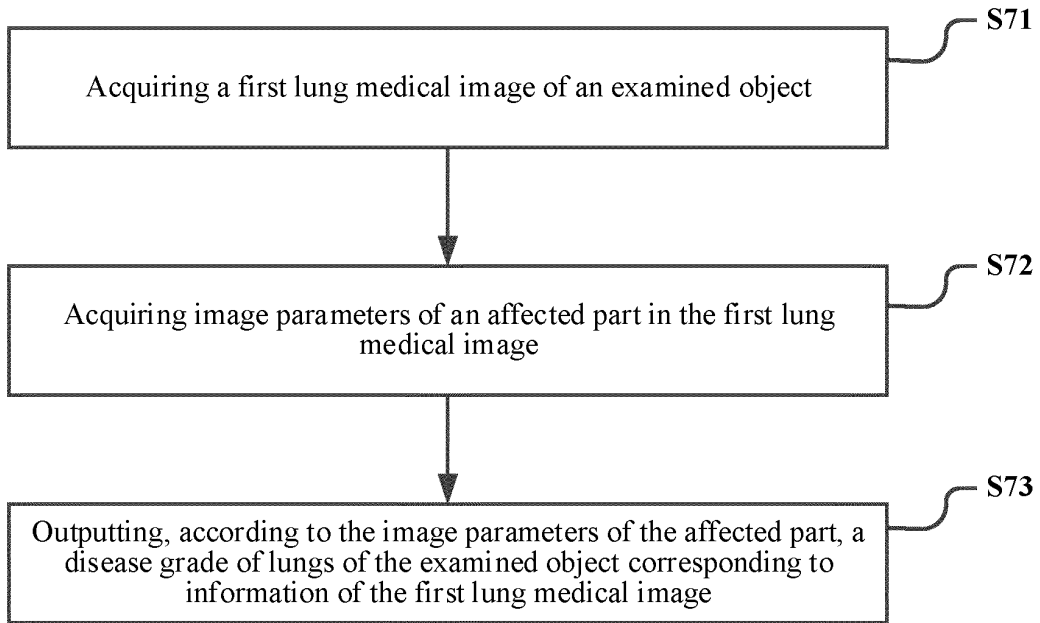 S71
Acquiring a first lung medical image of an examined object
S72
Acquiring image parameters of an affected part in the first lung
medical image
S73
Outputting, according to the image parameters of the affected part, a
disease grade of lungs of the examined object corresponding to
information of the first lung medical image